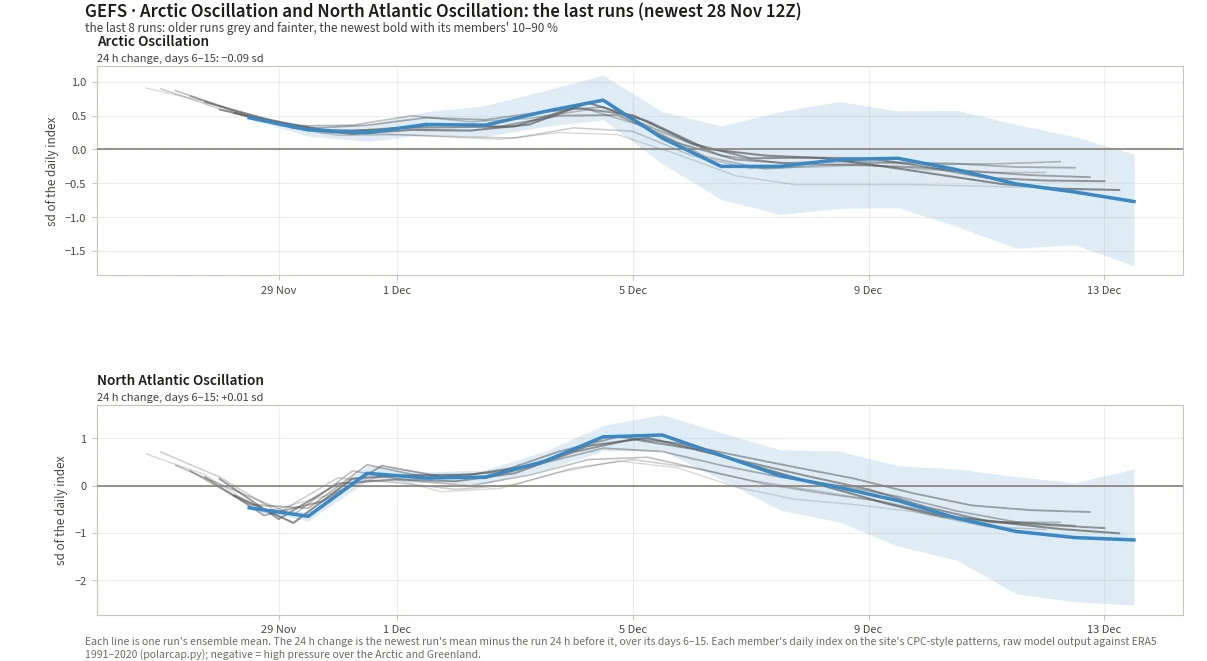 GEFS · Arctic Oscillation and North Atlantic Oscillation: the last runs (newest 28 Nov 12Z)
the last 8 runs: older runs grey and fainter, the newest bold with its members' 10–90 %
Arctic Oscillation
24 h change, days 6–15: −0.09 sd
sd of the daily index
1.0
0.5
0.0
−0.5
−1.0
−1.5
29 Nov
1 Dec
5 Dec
9 Dec
13 Dec
North Atlantic Oscillation
24 h change, days 6–15: +0.01 sd
sd of the daily index
1
0
−1
−2
29 Nov
1 Dec
5 Dec
9 Dec
13 Dec
Each line is one run's ensemble mean. The 24 h change is the newest run's mean minus the run 24 h before it, over its days 6–15. Each member's daily index on the site's CPC-style patterns, raw model output against ERA5
1991–2020 (polarcap.py); negative = high pressure over the Arctic and Greenland.